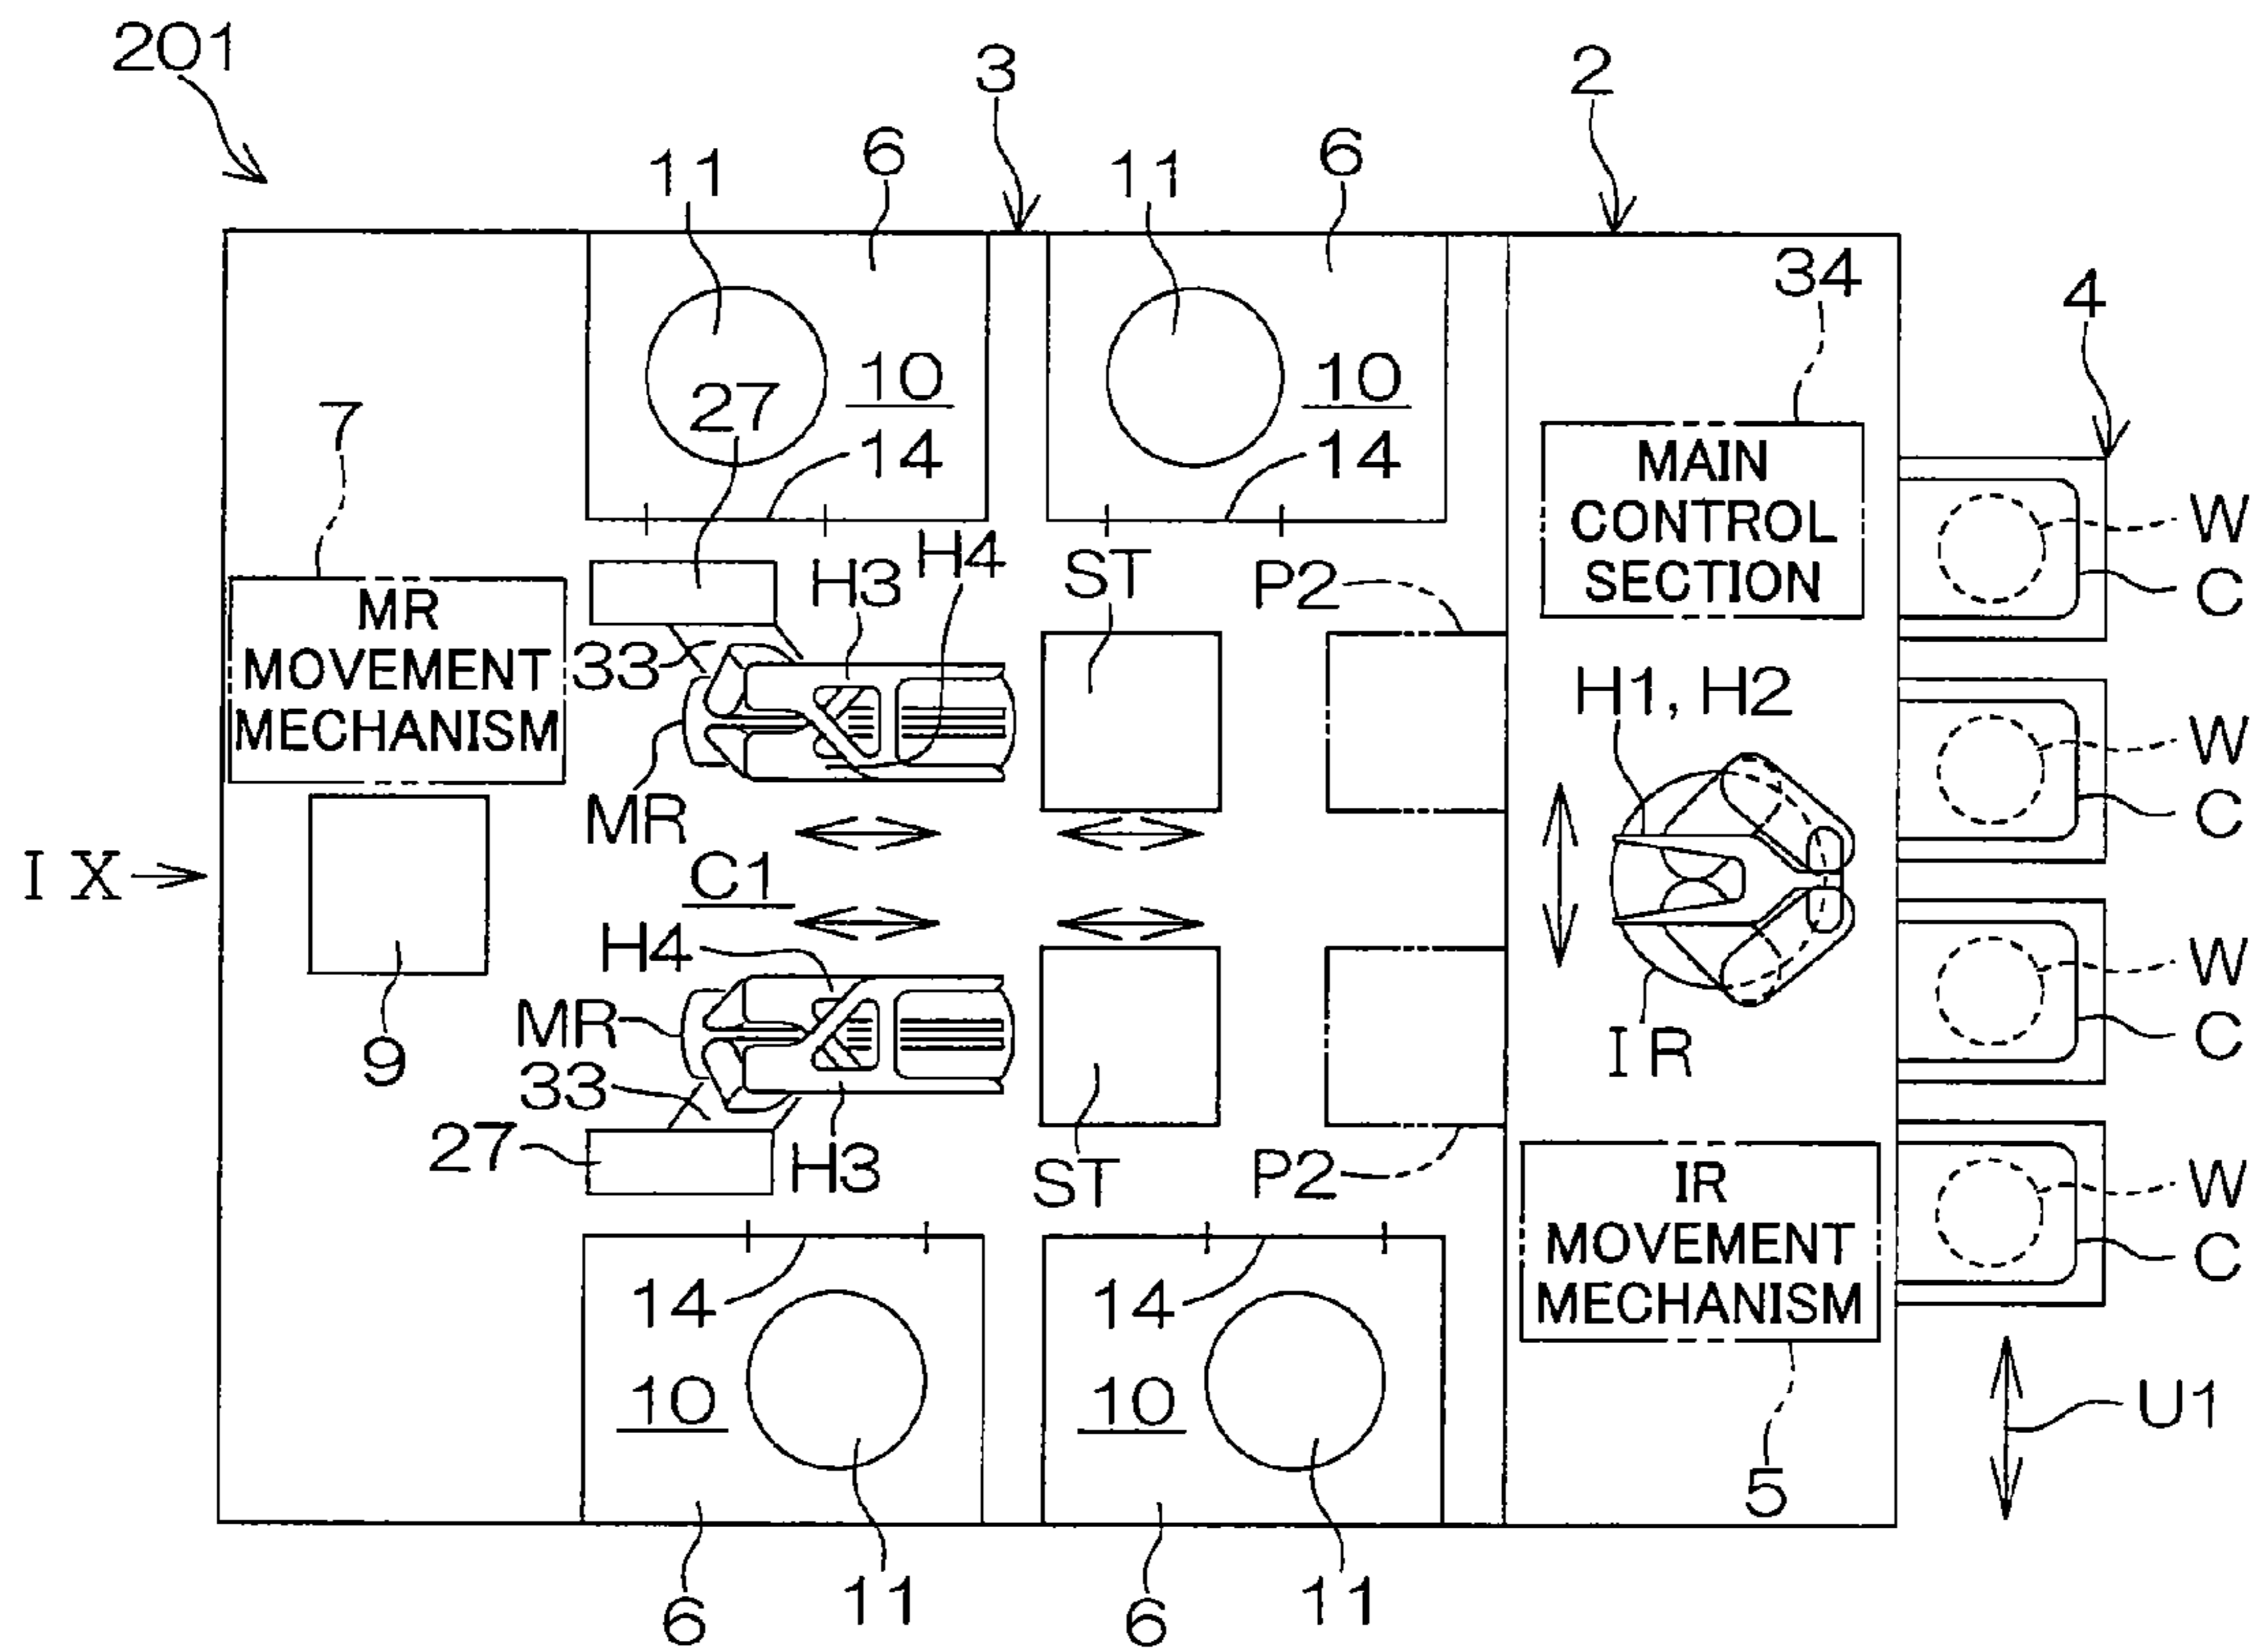 201
3
2
11
6
11
6
34
4
10
10
27
7
14
14
MAIN
CONTROL
SECTION
W
C
H3
H4
ST
P2
MR
MOVEMENT
MECHANISM
33
H1, H2
W
C
MR
IX
C1
H4
W
C
MR
9
33
IR
27
H3
ST
P2
IR
MOVEMENT
MECHANISM
W
C
14
14
10
10
U1
5
6
11
6
11